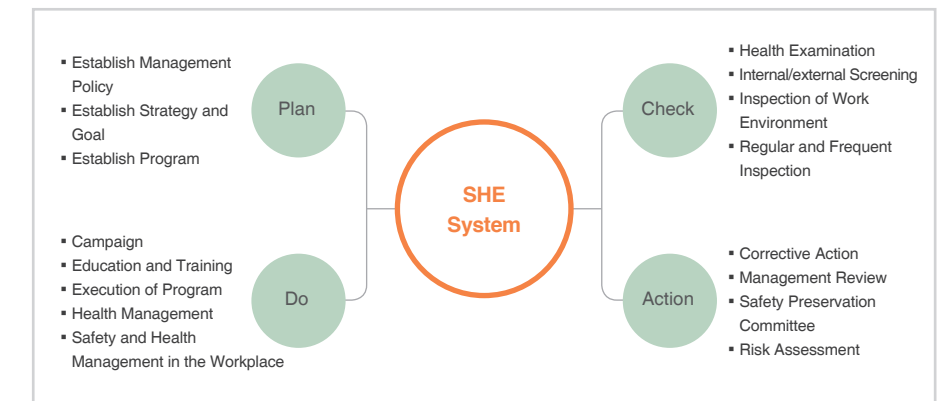 ▪ Establish Management
Policy
▪ Establish Strategy and
Goal
▪ Establish Program
Plan
▪ Campaign
▪ Education and Training
▪ Execution of Program
▪ Health Management
▪ Safety and Health
Management in the Workplace
Do
SHE
System
Check
▪ Health Examination
▪ Internal/external Screening
▪ Inspection of Work
Environment
▪ Regular and Frequent
Inspection
Action
▪ Corrective Action
▪ Management Review
▪ Safety Preservation
Committee
▪ Risk Assessment